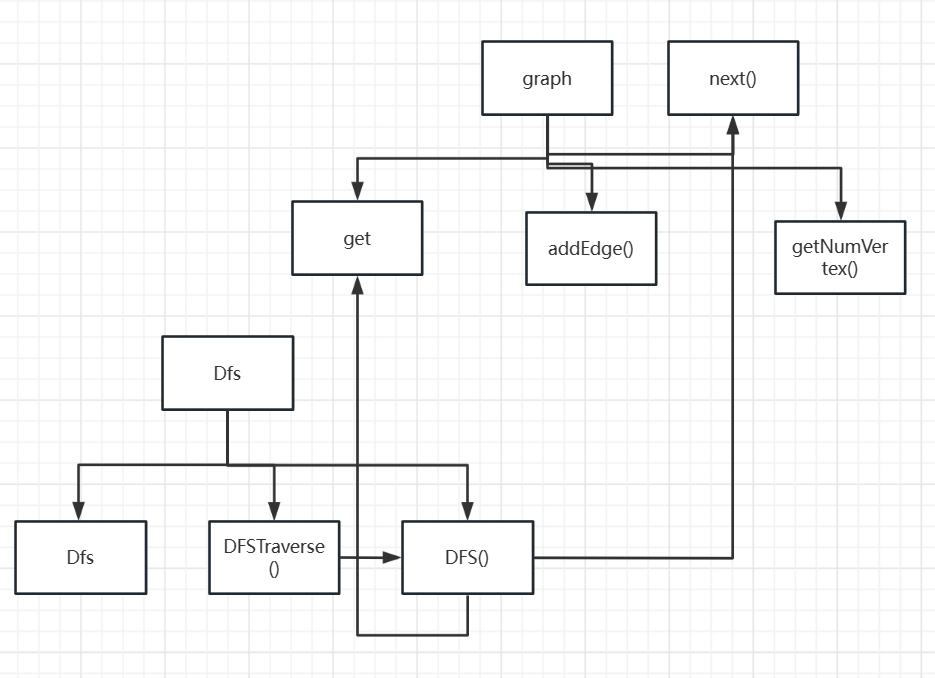 graph
next()
get
addEdge()
getNumVer
tex()
Dfs
Dfs
DFSTraverse
()
DFS()